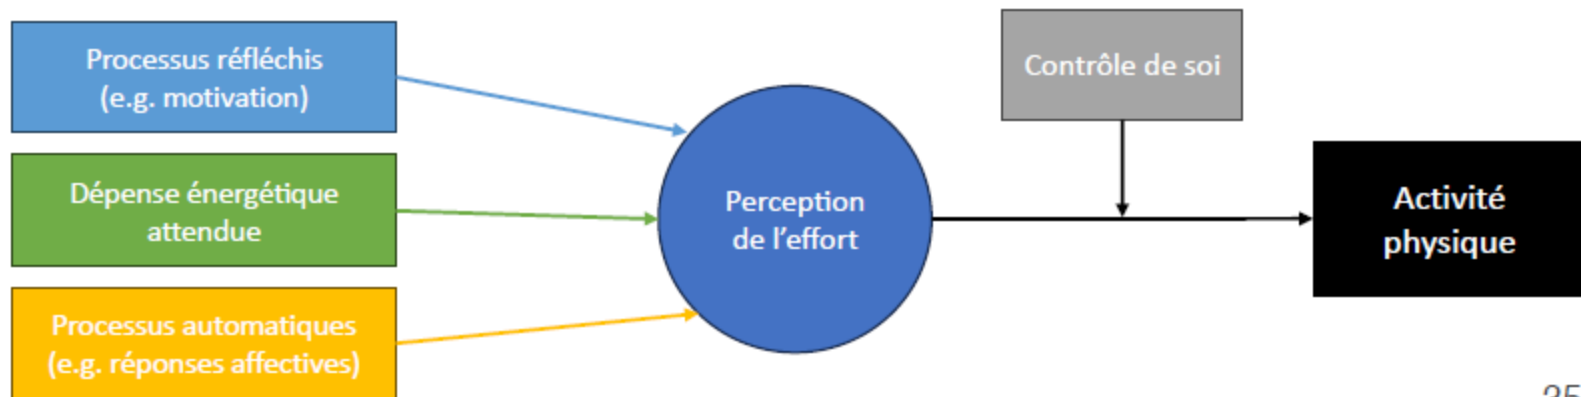 Processus réfléchis
(e.g. motivation)
Dépense énergétique
attendue
Processus automatiques
(e.g. réponses affectives)
Perception
de l'effort
Contrôle de soi
Activité
physique